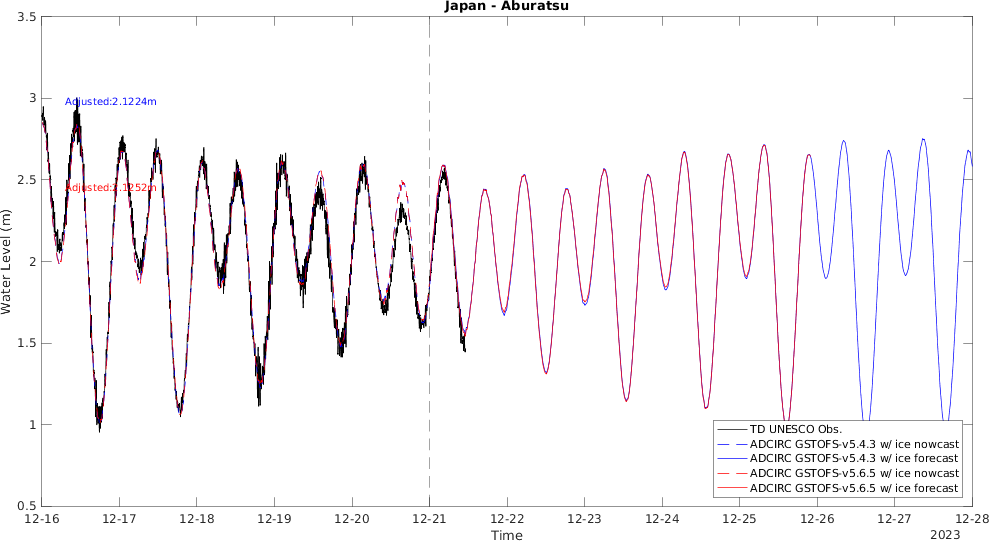 Japan - Aburatsu
3.5
3
2.5
2
1.5
1
0.5
Water Level (m)
Adjusted:2.1224m
Adjusted:2.1252m
TD UNESCO Obs.
ADCIRC GSTOFS-v5.4.3 w/ ice nowcast
ADCIRC GSTOFS-v5.4.3 w/ ice forecast
ADCIRC GSTOFS-v5.6.5 w/ ice nowcast
ADCIRC GSTOFS-v5.6.5 w/ ice forecast
12-16 12-17 12-18 12-19 12-20 12-21 12-22 12-23 12-24 12-25 12-26 12-27 12-28
Time
2023